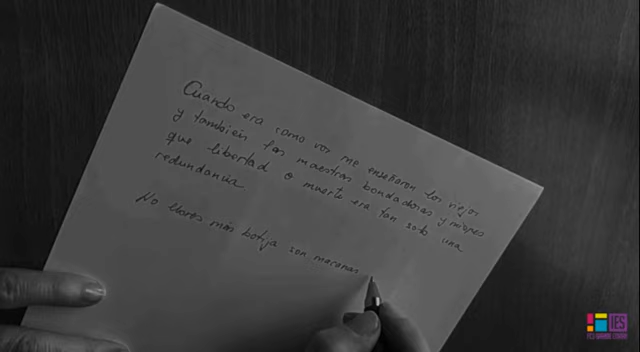 Cuando era como vos me enseñaron los viejos
y también las maestras bondadosas y miopes
que libertad o muerte era tan solo una
redundancia
No llores más botija son macanas
IES